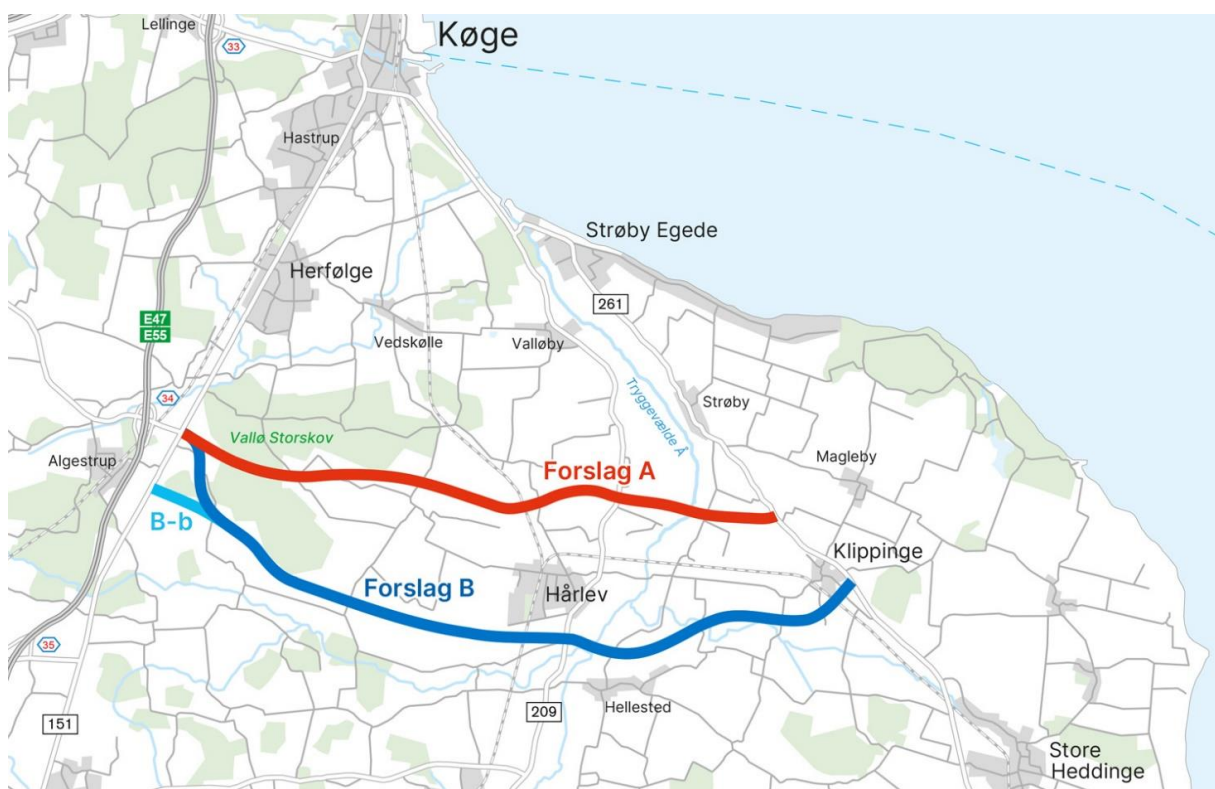 Lellinge
33
Køge
Hastrup
Strøby Egede
Herfølge
261
E47
E55
Vedskølle
Valløby
34
Tryggevælde Å
Strøby
Vallø Storskov
Algestrup
Magleby
Forslag A
B-b
Klippinge
Forslag B
Hårlev
35
Hellested
151
209
Store
Heddinge